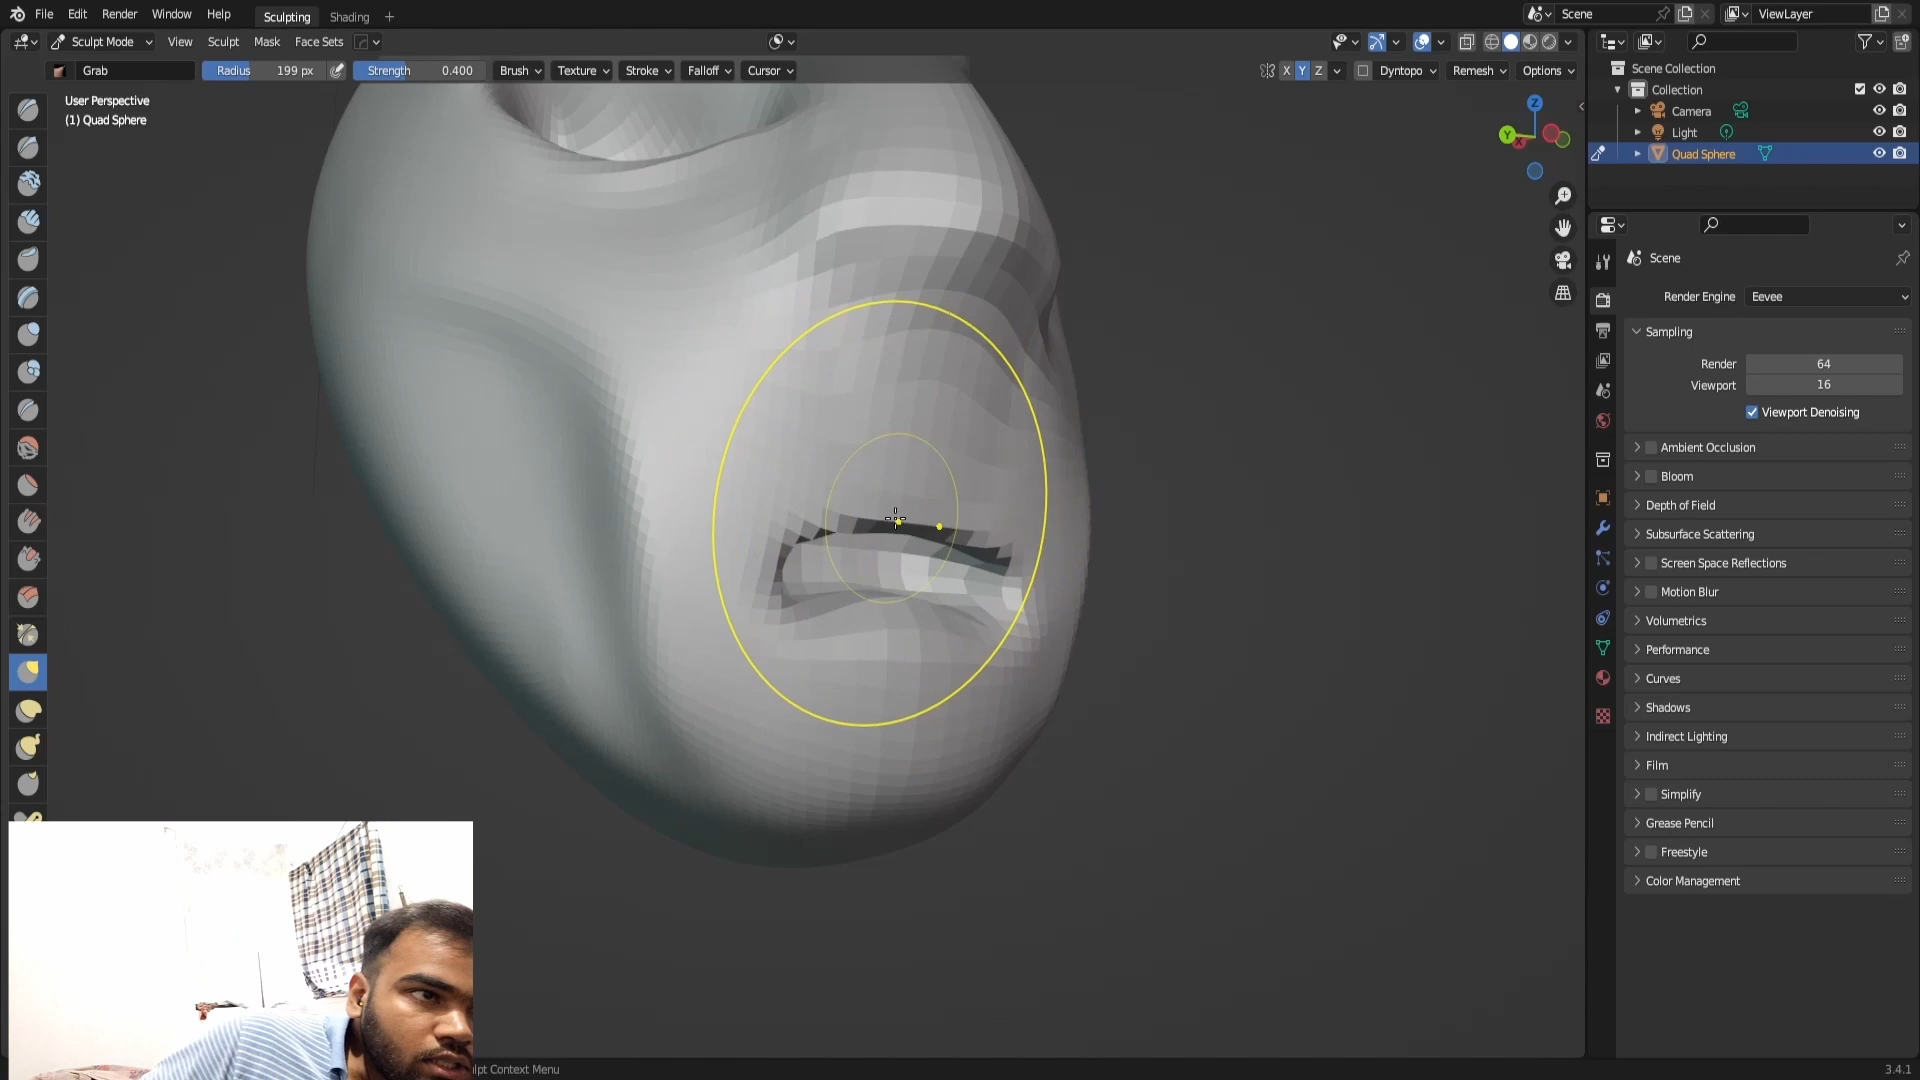 File Edit Render Window Help Sculpting Shading + Scene ViewLayer
Sculpt Mode View Sculpt Mask Face Sets
Grab Radius 199 px Strength 0.400 Brush Texture Stroke Falloff Cursor X Y Z Dyntopo Remesh Options
User Perspective
(1) Quad Sphere
Z
Y
X
Scene Collection
Collection
Camera
Light
Quad Sphere
Scene
Render Engine Eevee
Sampling
Render 64
Viewport 16
Viewport Denoising
Ambient Occlusion
Bloom
Depth of Field
Subsurface Scattering
Screen Space Reflections
Motion Blur
Volumetrics
Performance
Curves
Shadows
Indirect Lighting
Film
Simplify
Grease Pencil
Freestyle
Color Management
lpt Context Menu
3.4.1